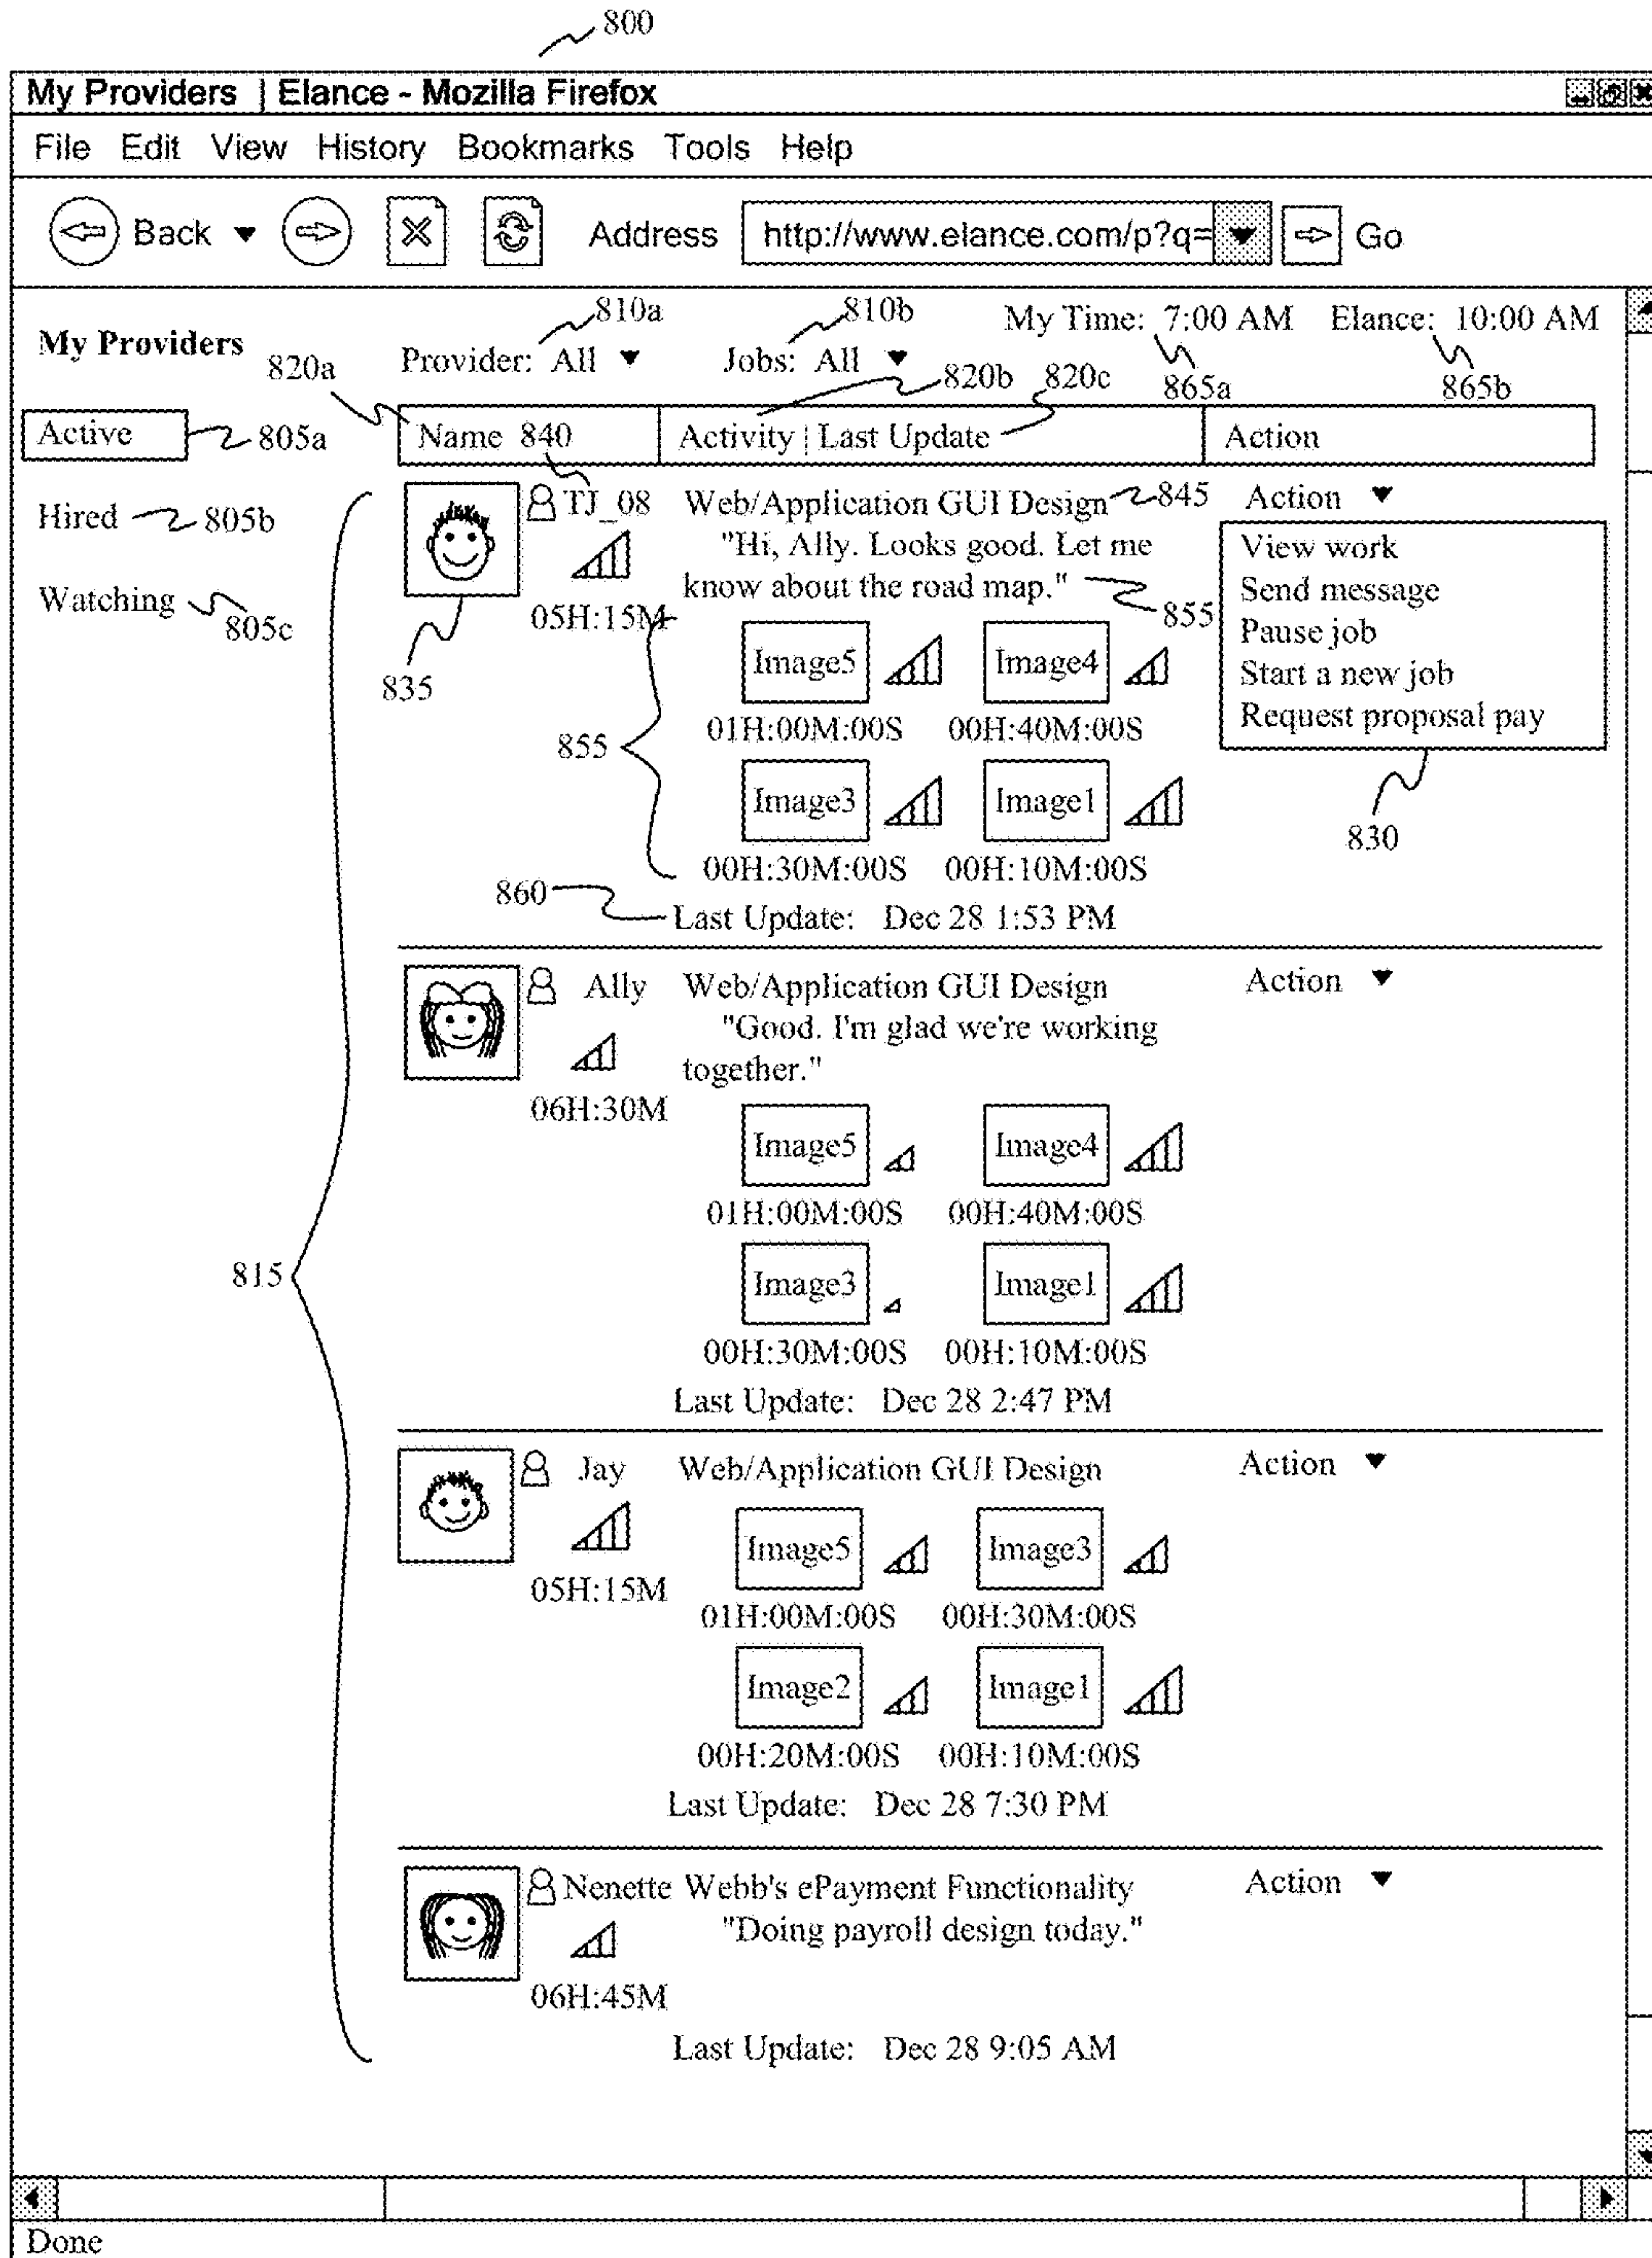 800
My Providers | Elance - Mozilla Firefox
File Edit View History Bookmarks Tools Help
Back Address http://www.elance.com/p?q= Go
810a 810b My Time: 7:00 AM Elance: 10:00 AM
My Providers
820a Provider: All Jobs: All 820b 820c 865a 865b
Active 805a Name 840 Activity | Last Update Action
Hired 805b TJ_08 Web/Application GUI Design 845 Action
"Hi, Ally. Looks good. Let me View work
know about the road map." Send message
Watching 805c 05H:15M 855 Pause job
835 Image5 Image4 Start a new job
01H:00M:00S 00H:40M:00S Request proposal pay
855
Image3 Image1 830
00H:30M:00S 00H:10M:00S
860 Last Update: Dec 28 1:53 PM
Ally Web/Application GUI Design Action
"Good. I'm glad we're working
together."
06H:30M
Image5 Image4
01H:00M:00S 00H:40M:00S
815 Image3 Image1
00H:30M:00S 00H:10M:00S
Last Update: Dec 28 2:47 PM
Jay Web/Application GUI Design Action
Image5 Image3
05H:15M
01H:00M:00S 00H:30M:00S
Image2 Image1
00H:20M:00S 00H:10M:00S
Last Update: Dec 28 7:30 PM
Nenette Webb's ePayment Functionality Action
"Doing payroll design today."
06H:45M
Last Update: Dec 28 9:05 AM
Done